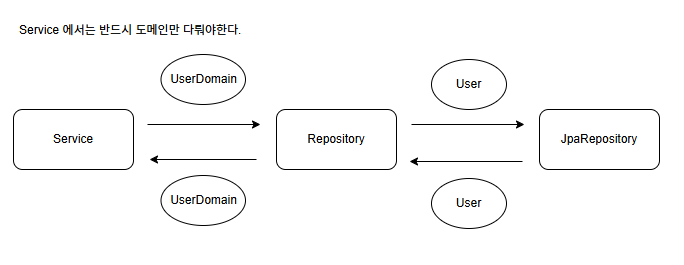 Service 에서는 반드시 도메인만 다뤄야한다.
UserDomain
User
Service
Repository
JpaRepository
UserDomain
User